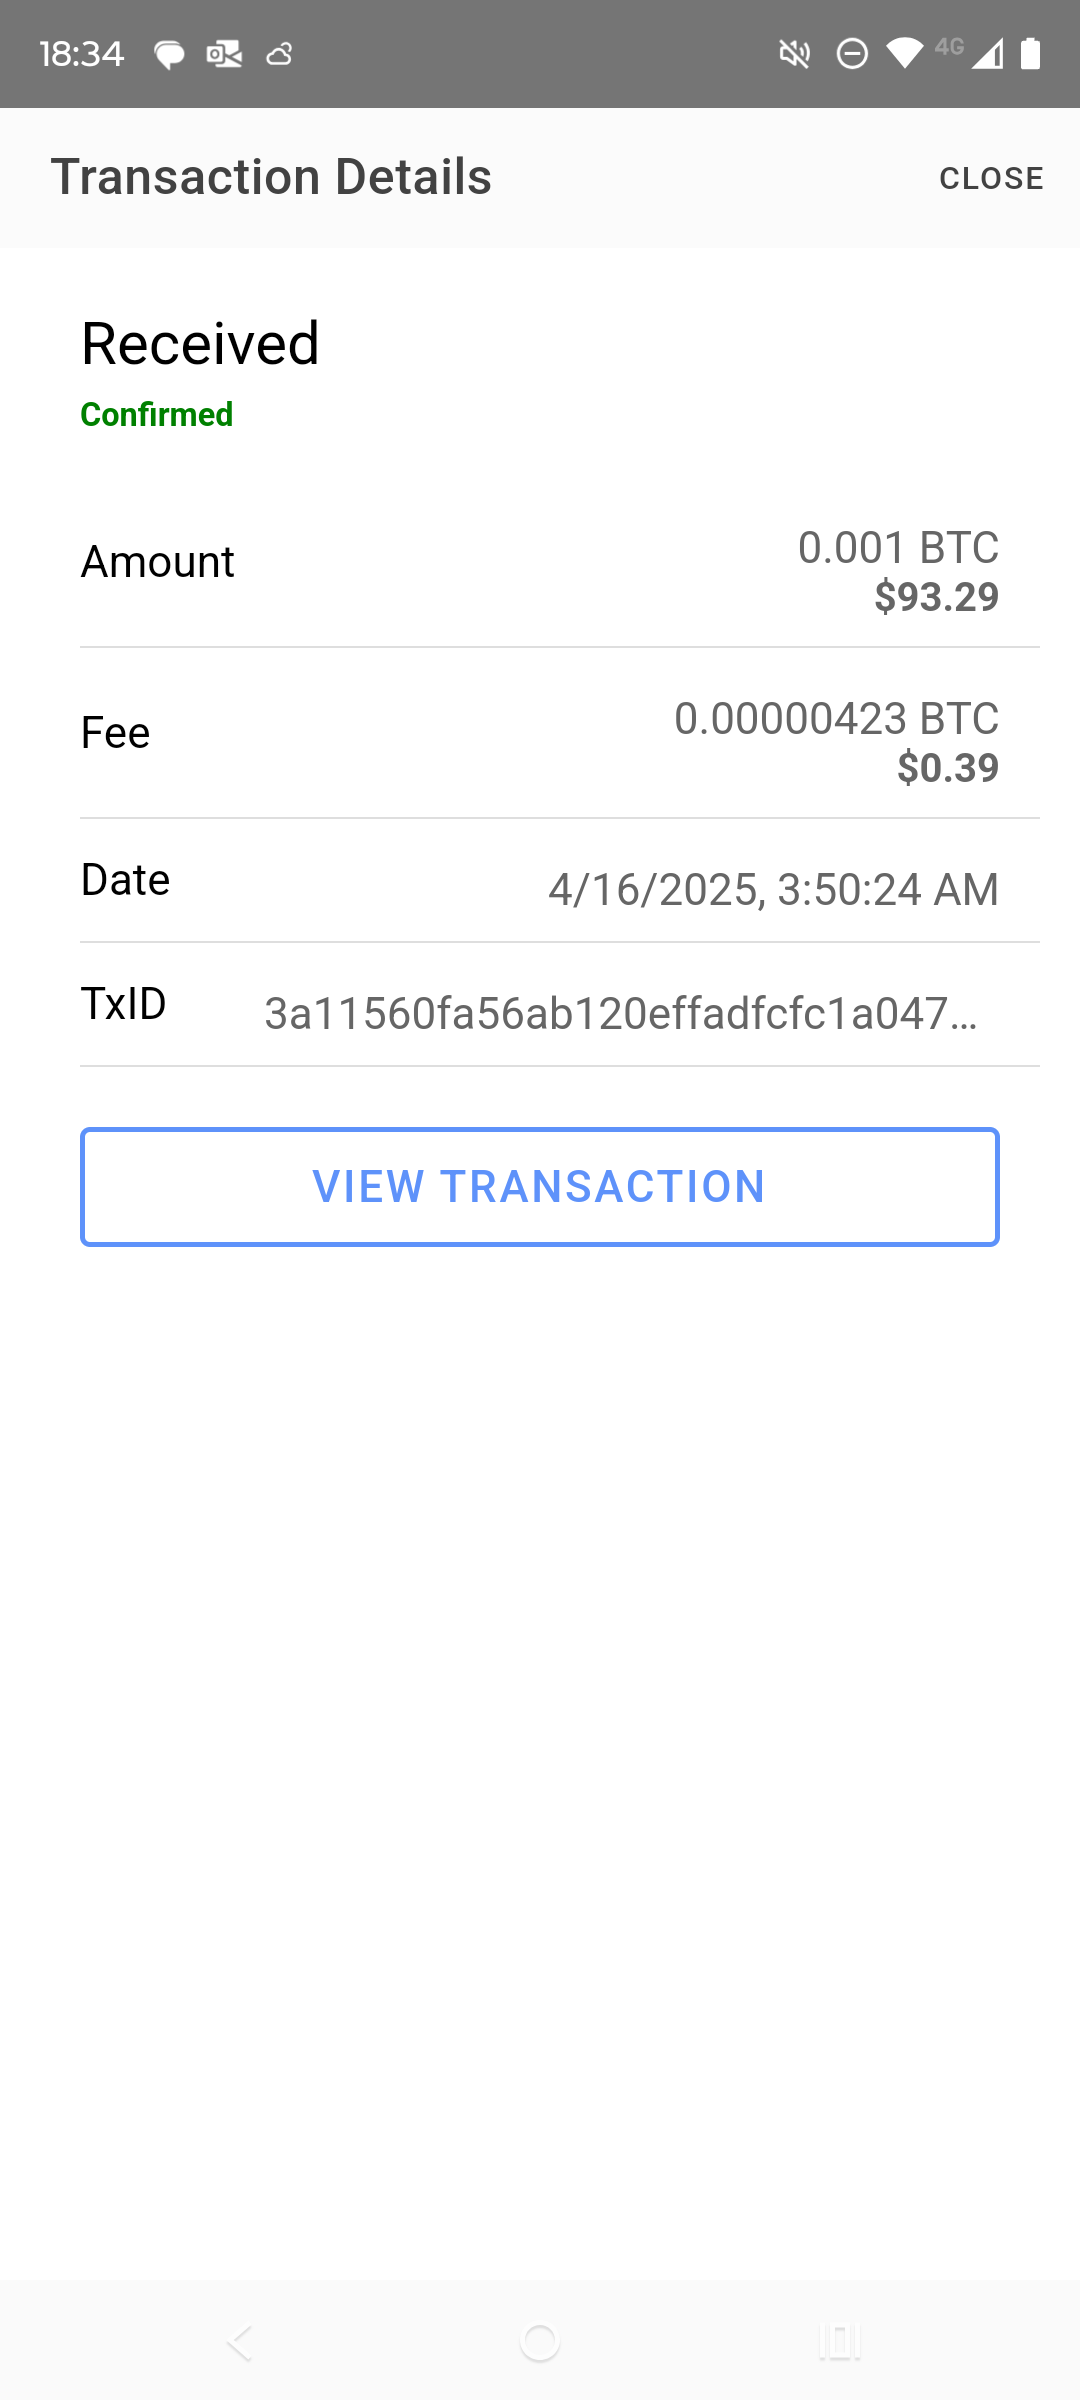 18:34
4G
Transaction Details
CLOSE
Received
Confirmed
Amount
0.001 BTC
$93.29
Fee
0.00000423 BTC
$0.39
Date
4/16/2025, 3:50:24 AM
TxID
3a11560fa56ab120effadfcfc1a047...
VIEW TRANSACTION